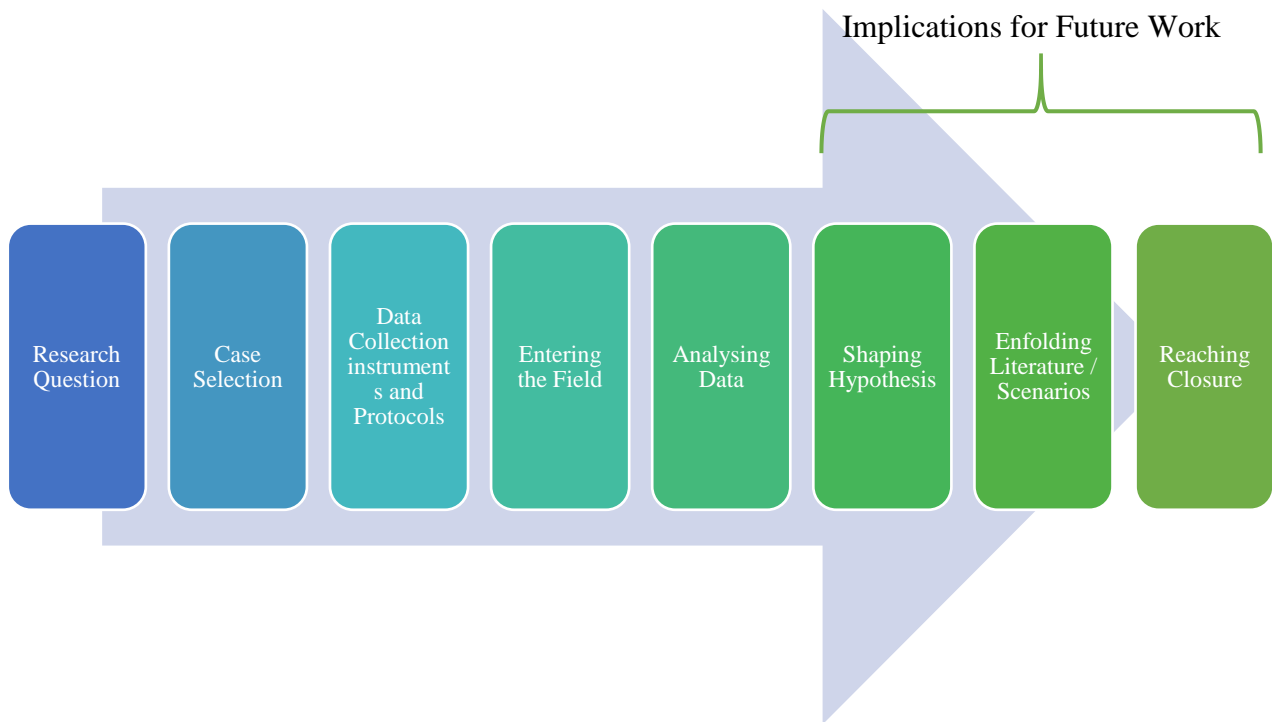 Implications for Future Work
Research
Question
Case
Selection
Data
Collection
instrument
s and
Protocols
Entering
the Field
Analysing
Data
Shaping
Hypothesis
Enfolding
Literature /
Scenarios
Reaching
Closure